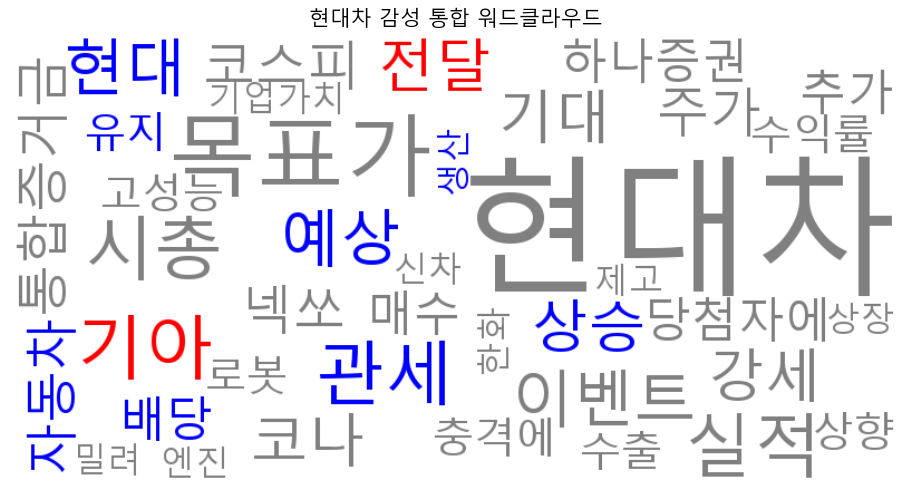 현대차 감성 통합 워드클라우드
현대
코스피
전달
하나증권
기업가치
기대
주가
추가
수익률
통합증거금
유지
목표가
생산
현대차
고성능
시총
예상
신차
제고
넥쏘
매수
한화
상승
당첨자에
상장
자동차
기아
로봇
관세
이벤트
강세
배당
코나
충격에
수출
실적
상향
밀려
엔진